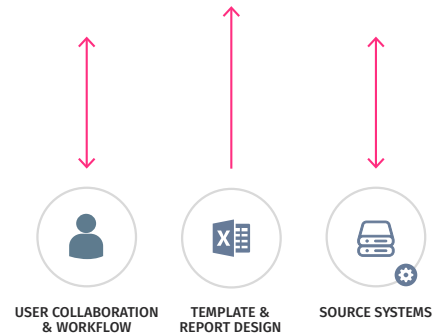 X
USER COLLABORATION
& WORKFLOW
TEMPLATE &
REPORT DESIGN
SOURCE SYSTEMS